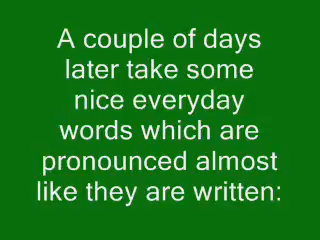 A couple of days
later take some
nice everyday
words which are
pronounced almost
like they are written: